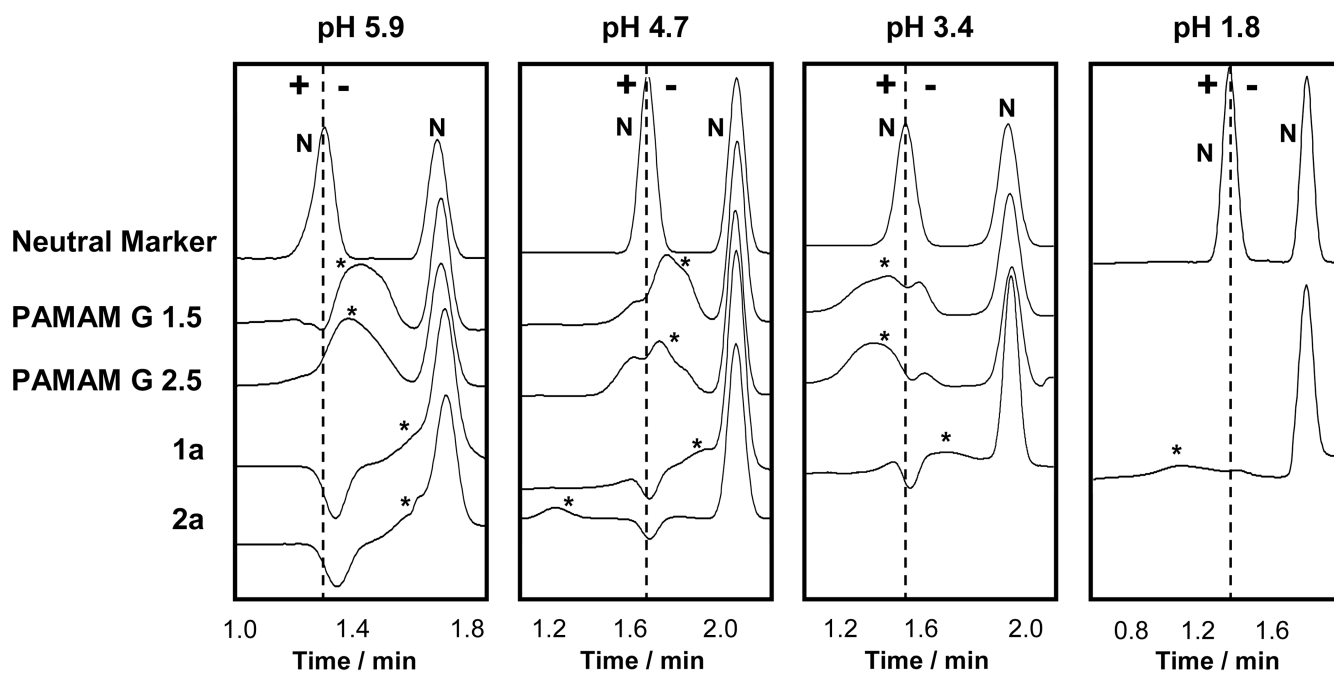 pH 5.9 pH 4.7 pH 3.4 pH 1.8
+ - + - + - + -
N N N N N N N N
Neutral Marker
* * *
PAMAM G 1.5
* * *
PAMAM G 2.5
* * * *
1a
* *
2a
1.0 1.4 1.8 1.2 1.6 2.0 1.2 1.6 2.0 0.8 1.2 1.6
Time / min Time / min Time / min Time / min